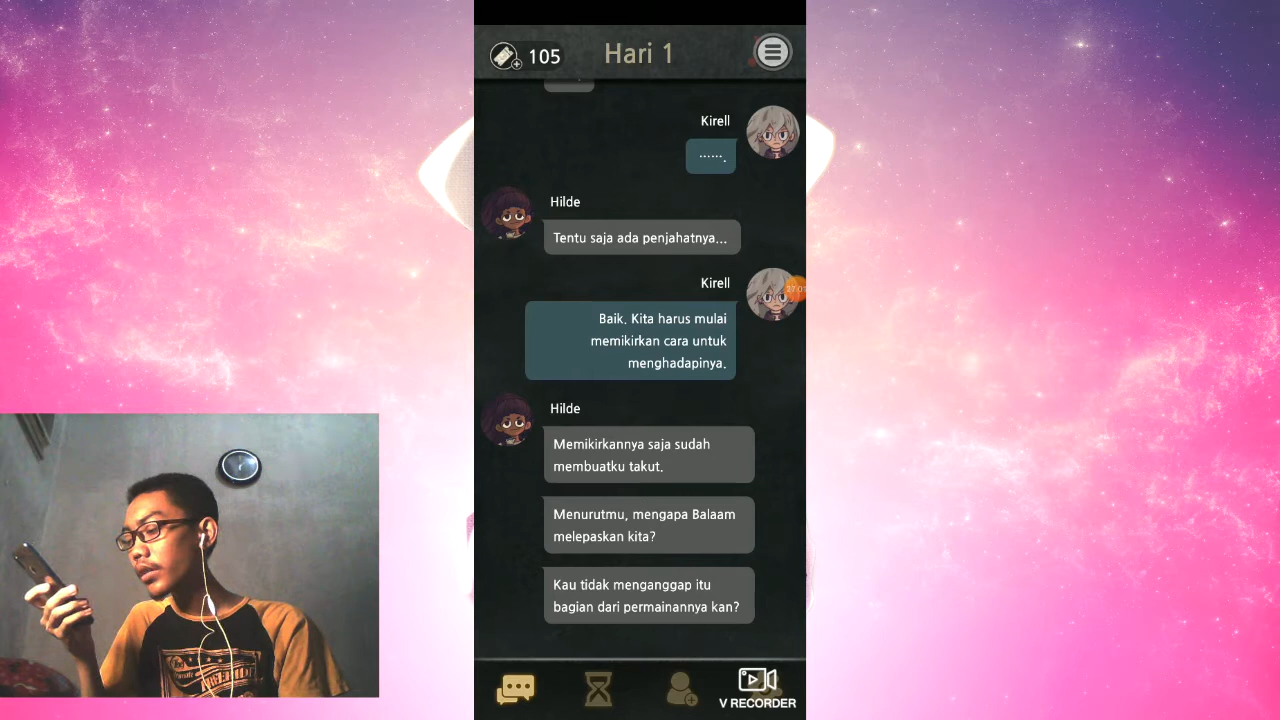 105
Hari 1
Kirell
.......
Hilde
Tentu saja ada penjahatnya...
Kirell
27:0
Baik. Kita harus mulai
memikirkan cara untuk
menghadapinya.
Hilde
Memikirkannya saja sudah
membuatku takut.
Menurutmu, mengapa Balaam
melepaskan kita?
Kau tidak menganggap itu
bagian dari permainannya kan?
V RECORDER